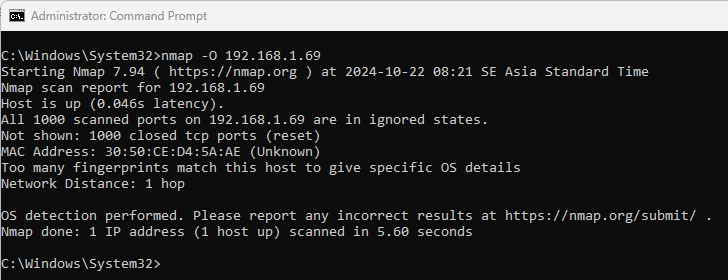 Administrator: Command Prompt
C:\Windows\System32>nmap -O 192.168.1.69
Starting Nmap 7.94 ( https://nmap.org ) at 2024-10-22 08:21 SE Asia Standard Time
Nmap scan report for 192.168.1.69
Host is up (0.046s latency).
All 1000 scanned ports on 192.168.1.69 are in ignored states.
Not shown: 1000 closed tcp ports (reset)
MAC Address: 30:50:CE:D4:5A:AE (Unknown)
Too many fingerprints match this host to give specific OS details
Network Distance: 1 hop
OS detection performed. Please report any incorrect results at https://nmap.org/submit/ .
Nmap done: 1 IP address (1 host up) scanned in 5.60 seconds
C:\Windows\System32>